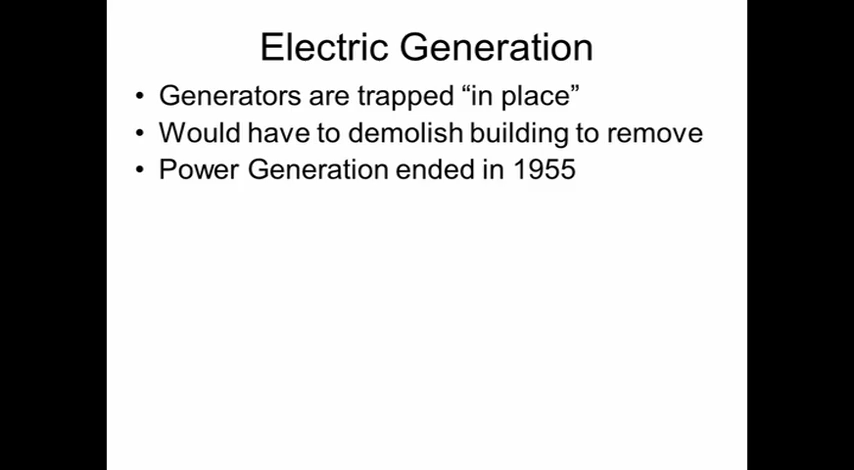 Electric Generation
• Generators are trapped “in place”
• Would have to demolish building to remove
• Power Generation ended in 1955